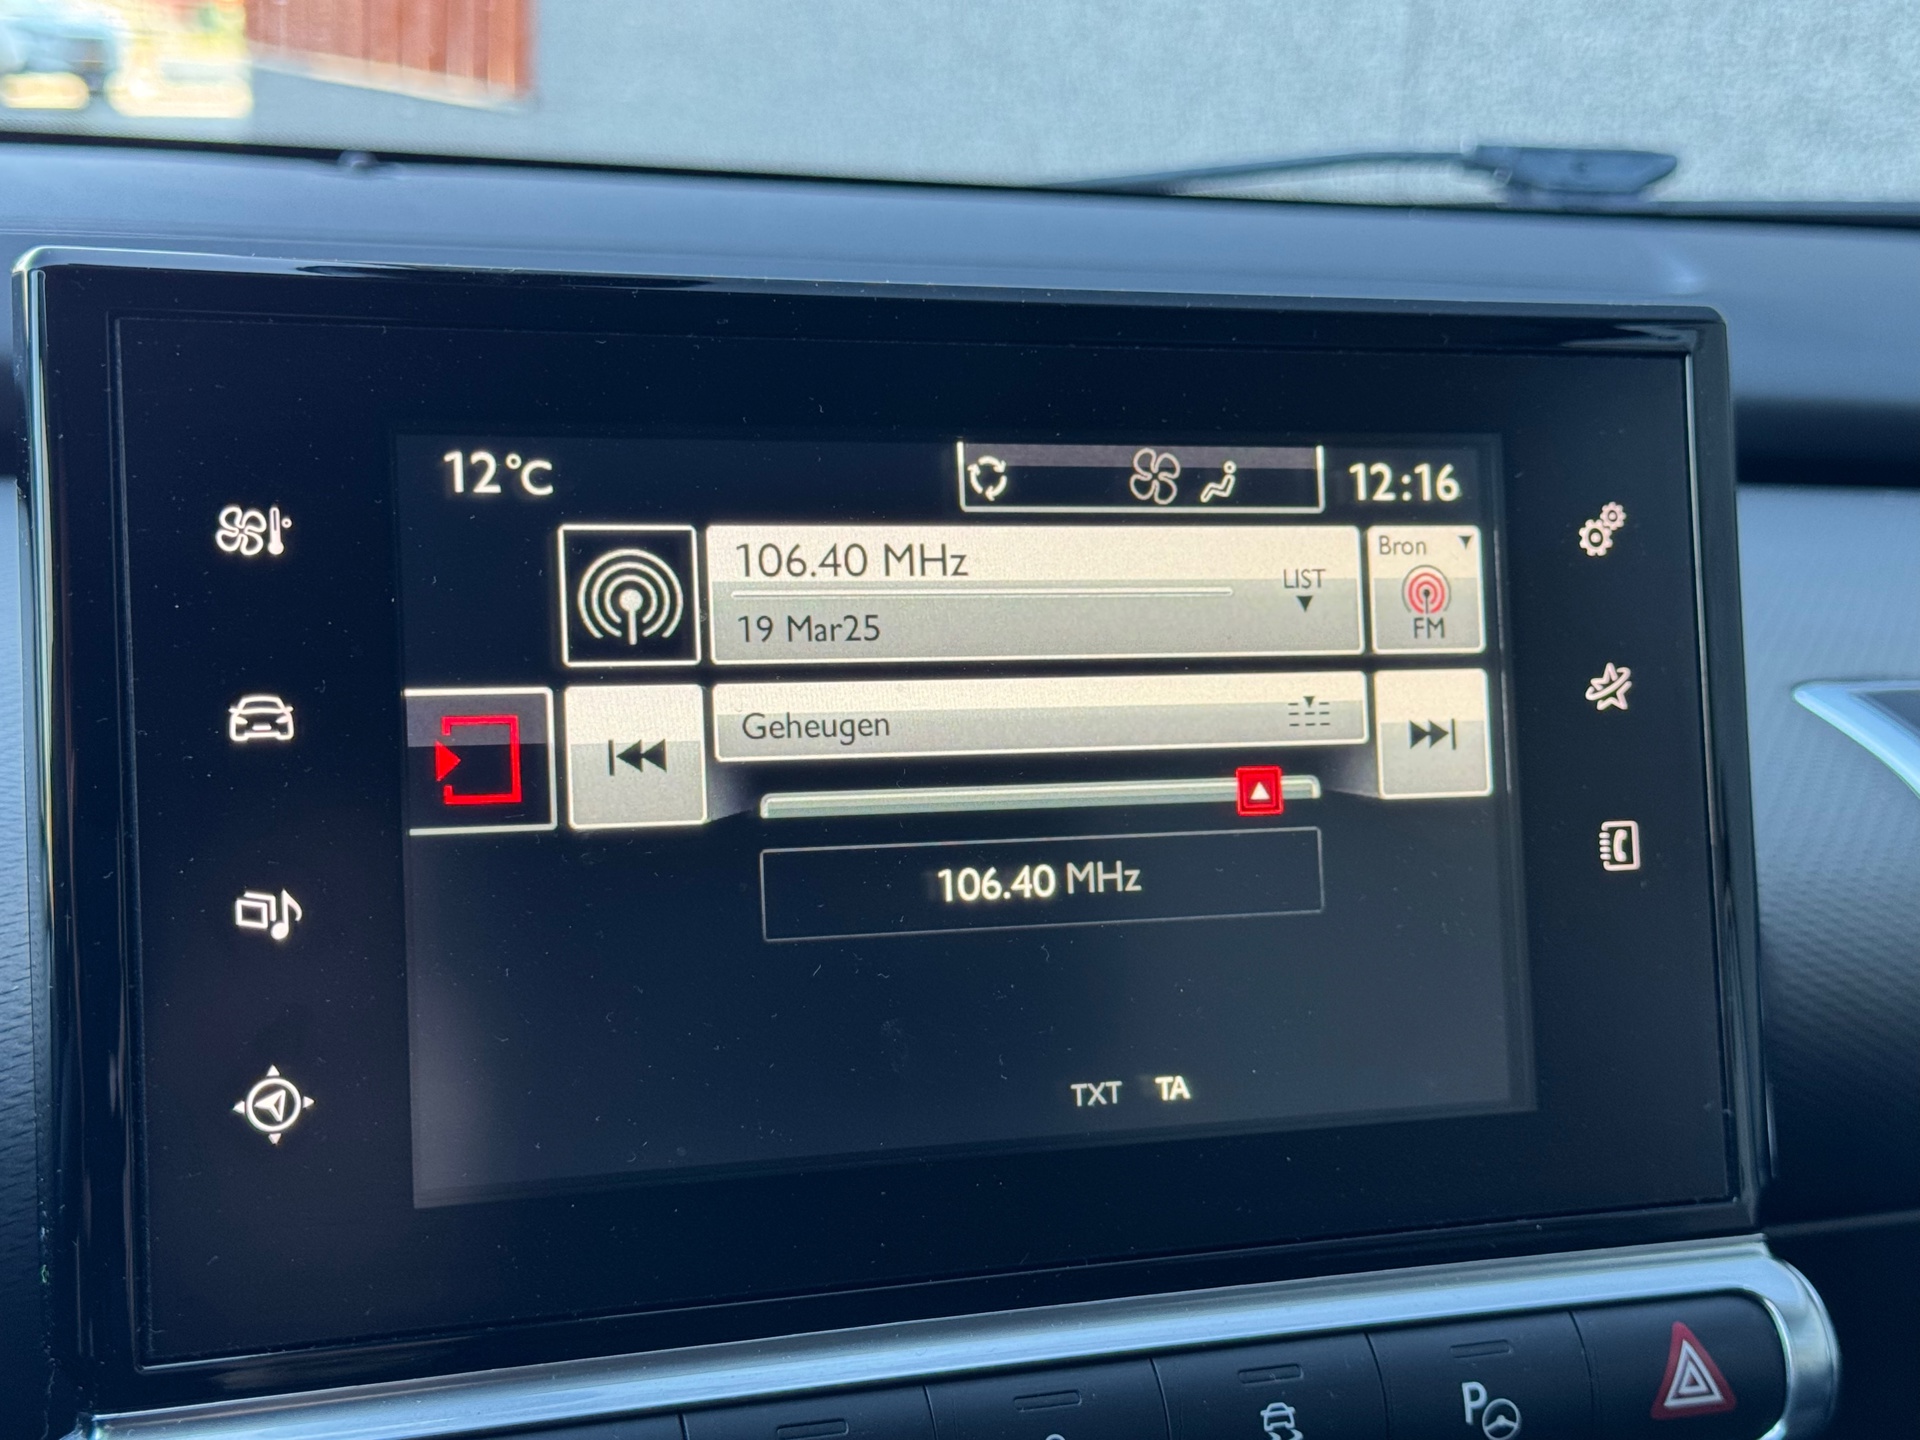 12°C
12:16
106.40 MHz
LIST
19 Mar25
Bron
FM
Geheugen
106.40 MHz
TXT TA
P